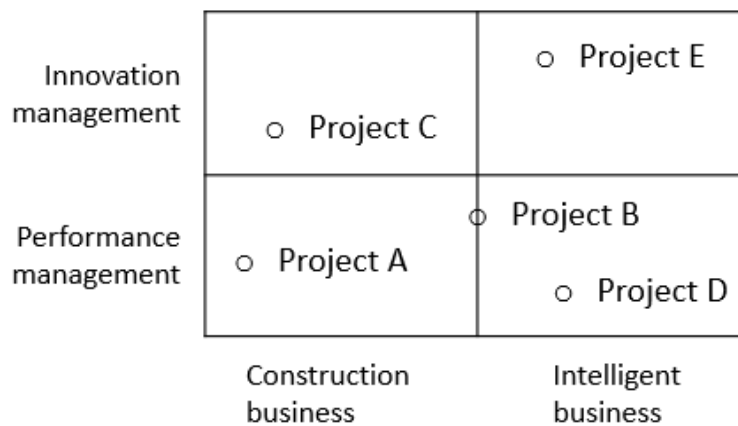 Innovation
management
Project E
Project C
Performance
management
Project B
Project A
Project D
Construction
business
Intelligent
business